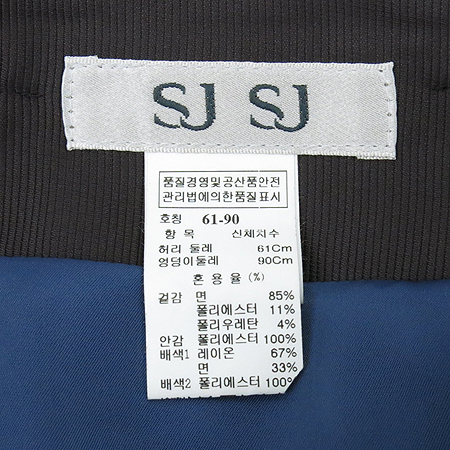 SJ SJ
품질경영및공산품안전
관리법에의한품질표시
호칭 61-90
항 목 신체치수
허리 둘레 61Cm
엉덩이둘레 90Cm
혼 용 율 (%)
겉감 면 85%
폴리에스터 11%
폴리우레탄 4%
안감 폴리에스터 100%
배색1 레이온 67%
면 33%
배색2 폴리에스터 100%